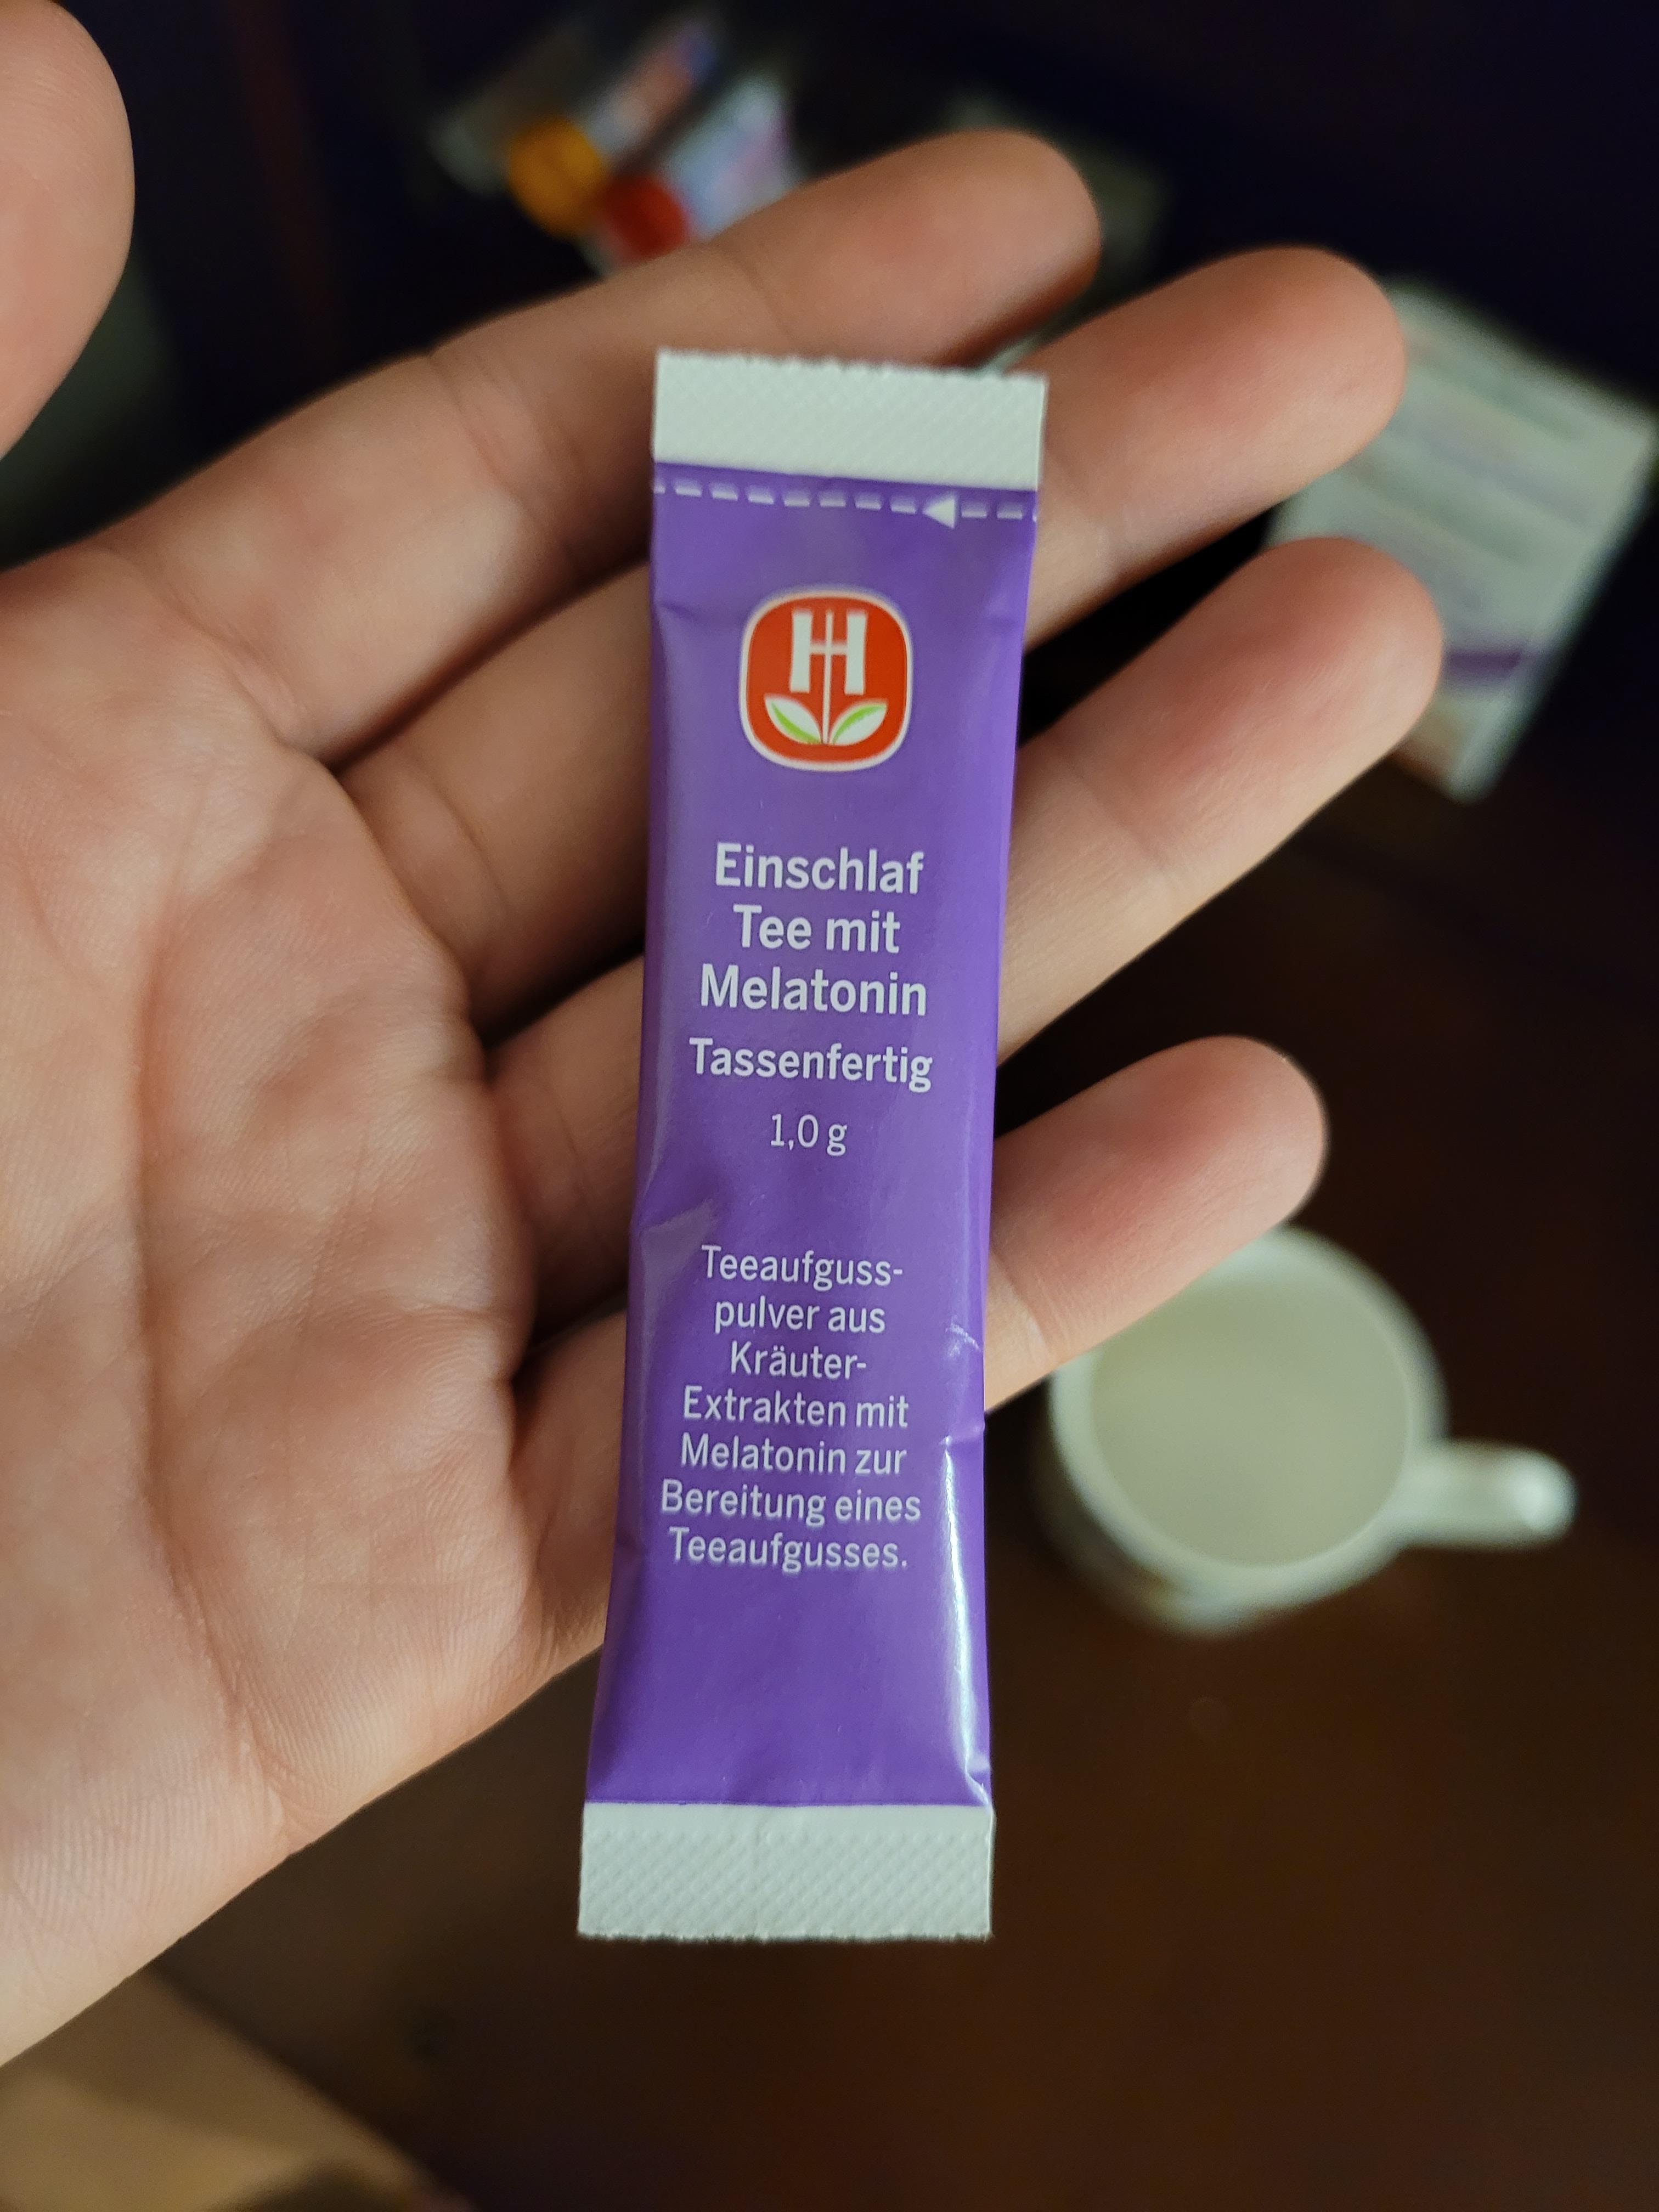 H
Einschlaf
Tee mit
Melatonin
Tassenfertig
1,0 g
Teeaufguss-
pulver aus
Kräuter-
Extrakten mit
Melatonin zur
Bereitung eines
Teeaufgusses.